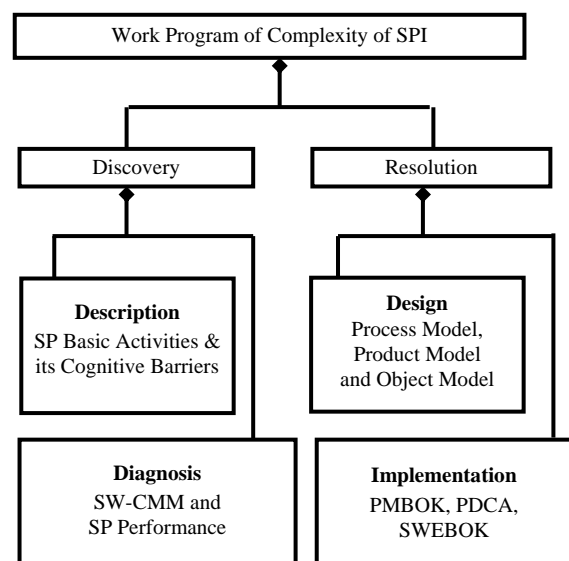 Work Program of Complexity of SPI
Discovery
Resolution
Description
SP Basic Activities &
its Cognitive Barriers
Design
Process Model,
Product Model
and Object Model
Diagnosis
SW-CMM and
SP Performance
Implementation
PMBOK, PDCA,
SWEBOK